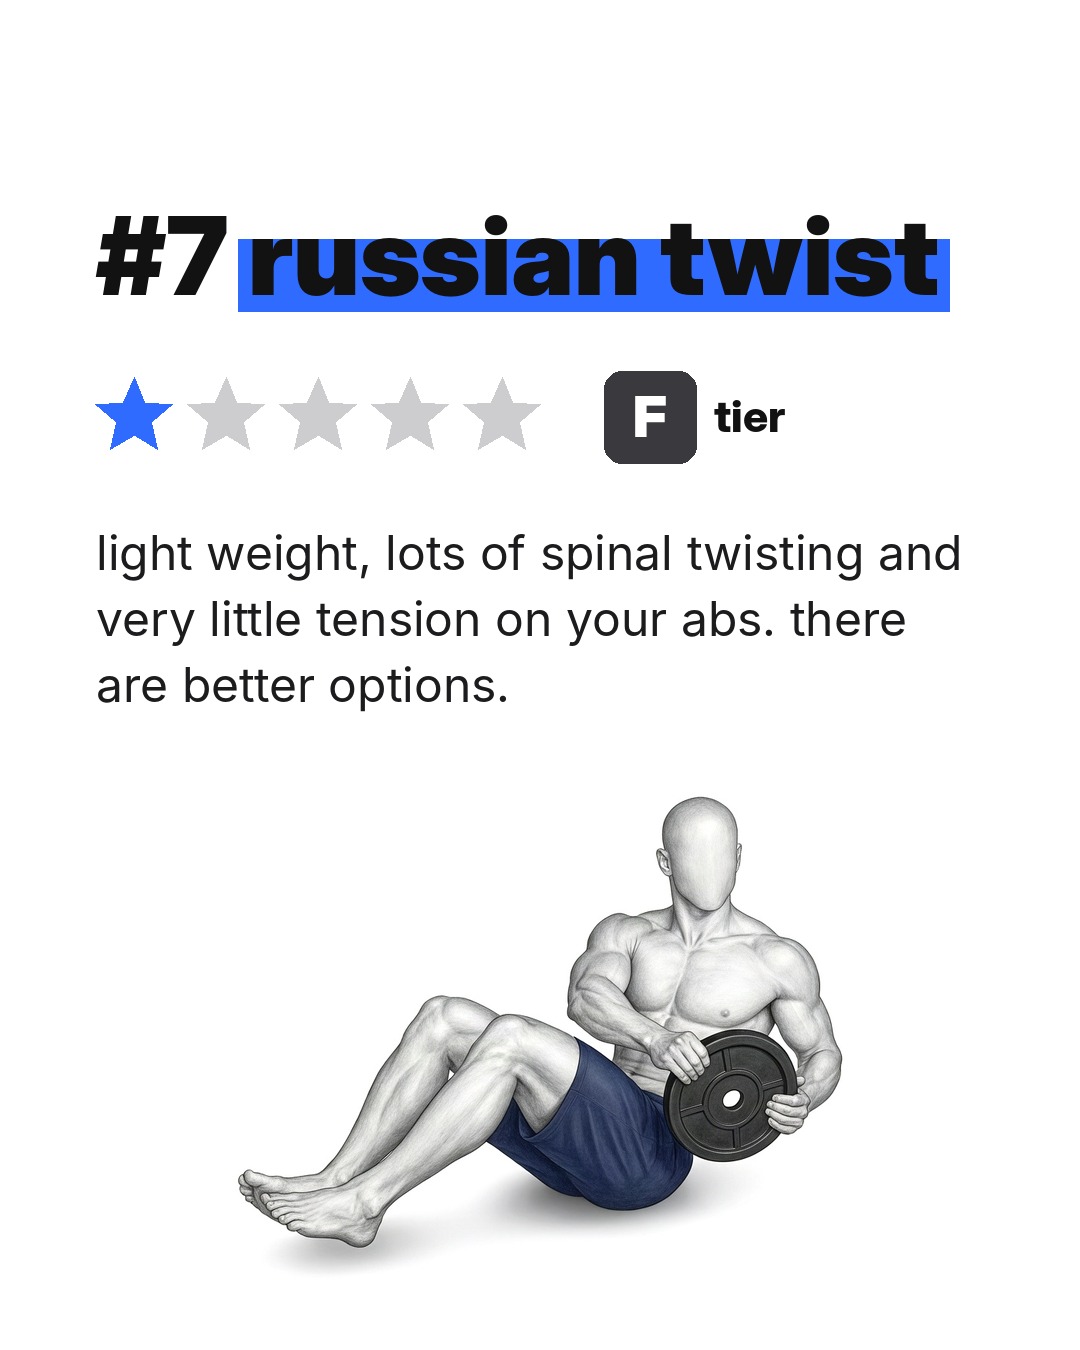 #7 russian twist
F tier
light weight, lots of spinal twisting and
very little tension on your abs. there
are better options.